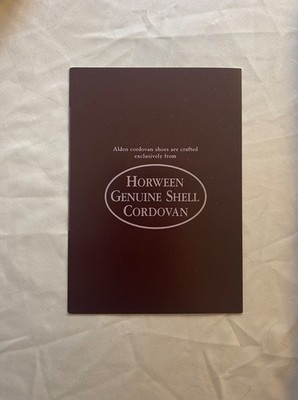 Alden cordovan shoes are crafted
exclusively from
HORWEEN
GENUINE SHELL
CORDOVAN